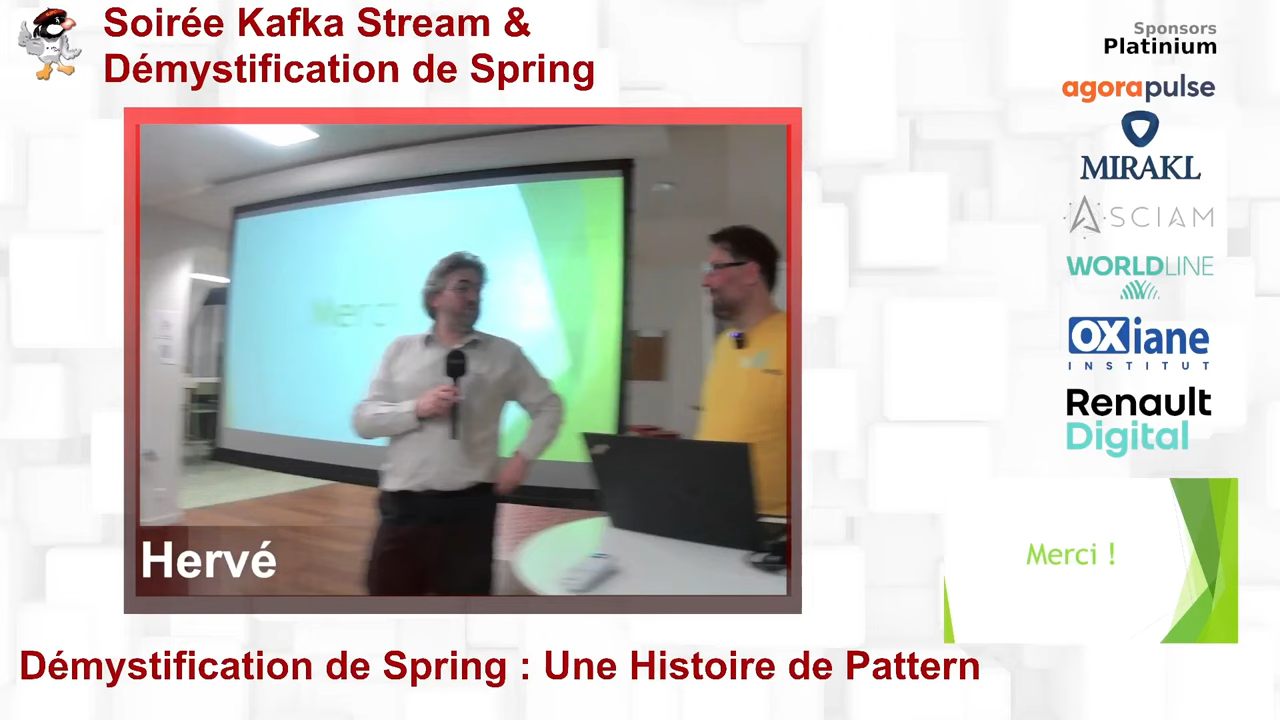 Soirée Kafka Stream &
Démystification de Spring
Sponsors
Platinium
agorapulse
MIRAKL
ASCIAM
WORLDLINE
OXiane
INSTITUT
Renault
Digital
Merci
Hervé
Merci !
Démystification de Spring : Une Histoire de Pattern